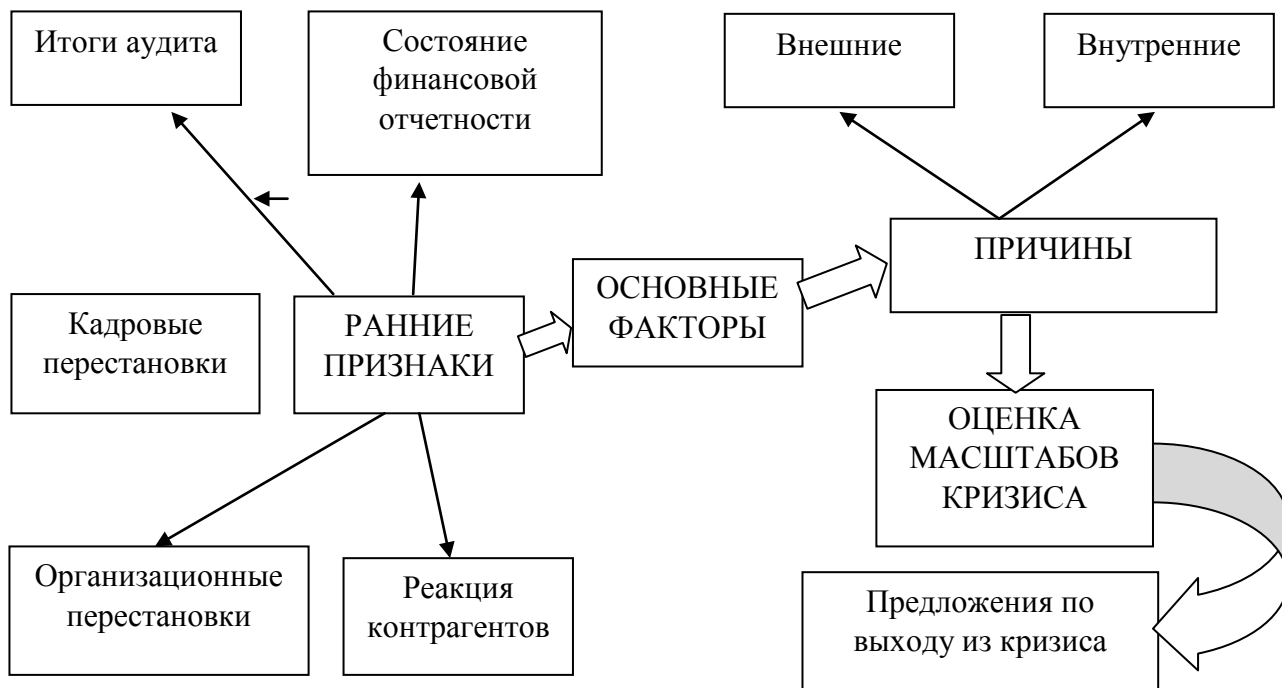 Итоги аудита
Состояние
финансовой
отчетности
Внешние
Внутренние
ПРИЧИНЫ
ОСНОВНЫЕ
ФАКТОРЫ
Кадровые
перестановки
РАННИЕ
ПРИЗНАКИ
ОЦЕНКА
МАСШТАБОВ
КРИЗИСА
Организационные
перестановки
Реакция
контрагентов
Предложения по
выходу из кризиса